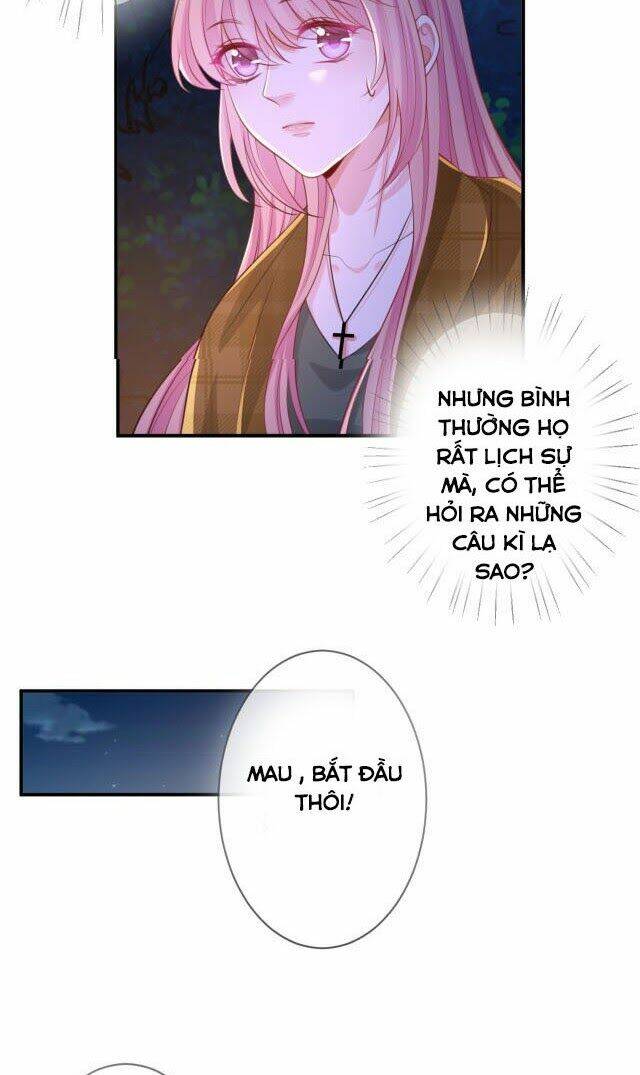 NHƯNG BÌNH
THƯỜNG HỌ
RẤT LỊCH SỰ
MÀ, CÓ THỂ
HỎI RA NHỮNG
CÂU KÌ LẠ
SAO?
MAU , BẮT ĐẦU
THÔI!